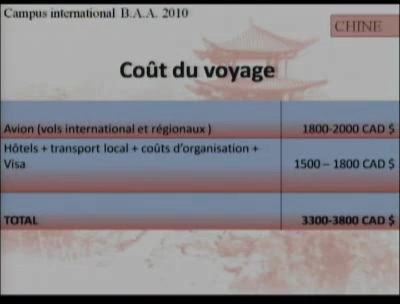 Campus international B.A.A. 2010
CHINE
Coût du voyage
Avion (vols international et régionaux ) 1800-2000 CAD $
Hôtels + transport local + coûts d'organisation +
Visa 1500 – 1800 CAD $
TOTAL 3300-3800 CAD $